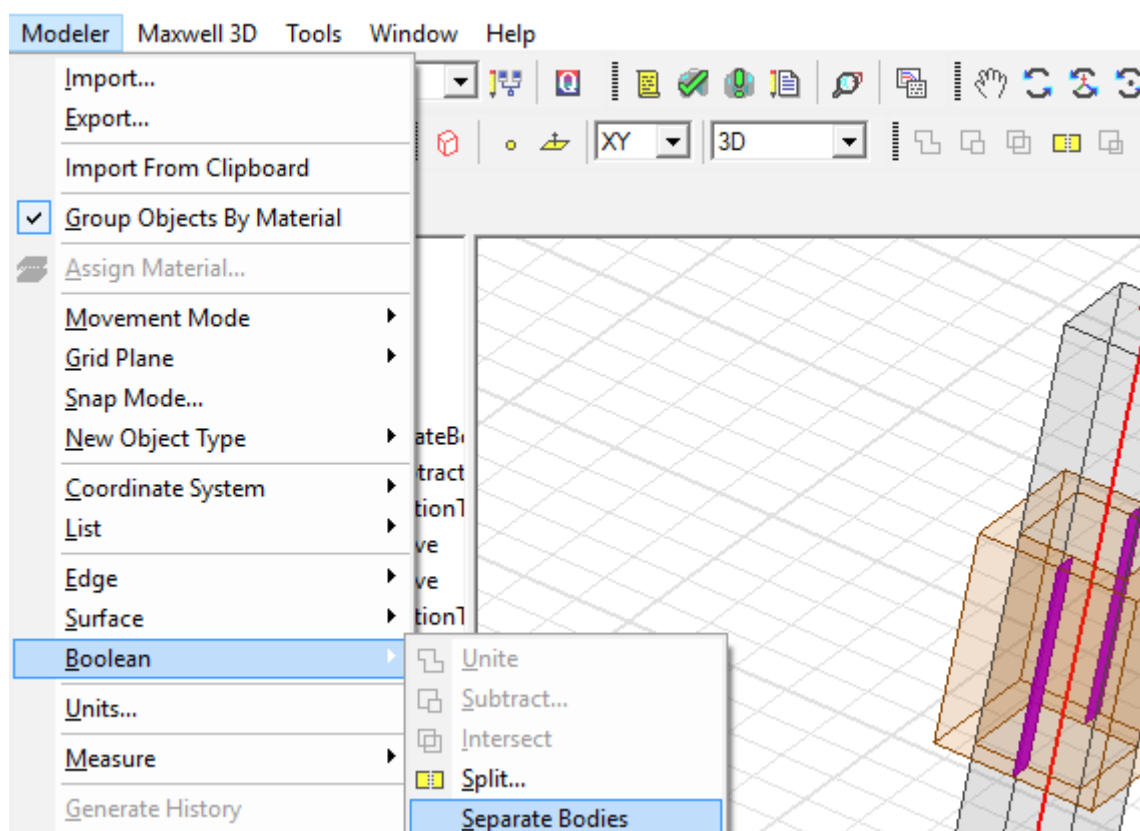 Modeler Maxwell 3D Tools Window Help
Import...
Export...
XY 3D
Import From Clipboard
Group Objects By Material
Assign Material...
Movement Mode
Grid Plane
Snap Mode...
New Object Type
Coordinate System
List
Edge
Surface
Boolean
Unite
Units...
Subtract...
Measure
Intersect
Split...
Generate History
Separate Bodies